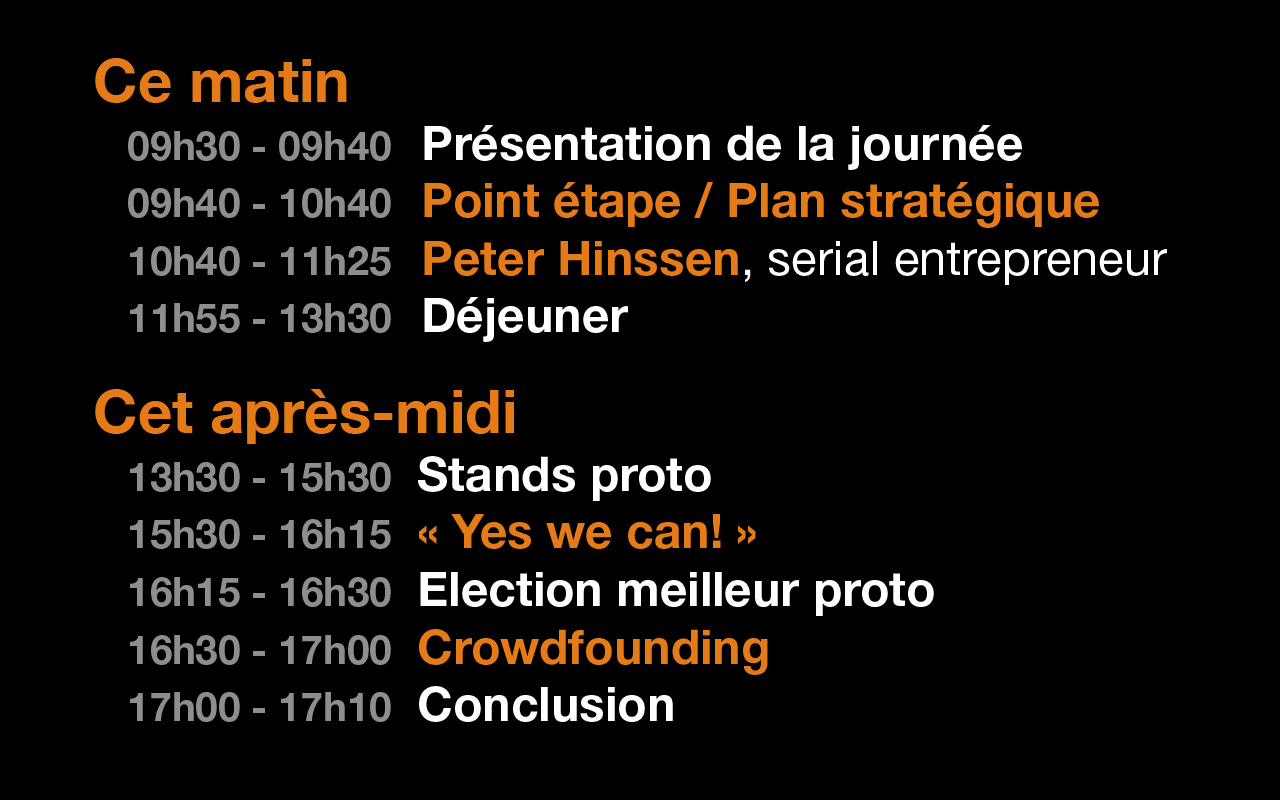 Ce matin
09h30 - 09h40 Présentation de la journée
09h40 - 10h40 Point étape / Plan stratégique
10h40 - 11h25 Peter Hinssen, serial entrepreneur
11h55 - 13h30 Déjeuner
Cet après-midi
13h30 - 15h30 Stands proto
15h30 - 16h15 « Yes we can! »
16h15 - 16h30 Election meilleur proto
16h30 - 17h00 Crowdfounding
17h00 - 17h10 Conclusion